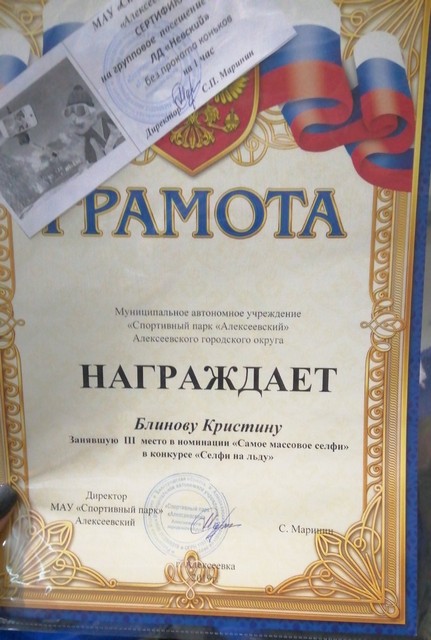 МАУ
СЕРТИФИК
на групповое посещение
ЛД «Невский»
без проката коньков
на 1 час
Директор С.П. Маринин
ГРАМОТА
Муниципальное автономное учреждение
«Спортивный парк «Алексеевский»
Алексеевского городского округа
НАГРАЖДАЕТ
Блинову Кристину
Занявшую III место в номинации «Самое массовое селфи»
в конкурсе «Селфи на льду»
Директор
МАУ «Спортивный парк»
Алексеевский
С. Маринин
г. Алексеевка